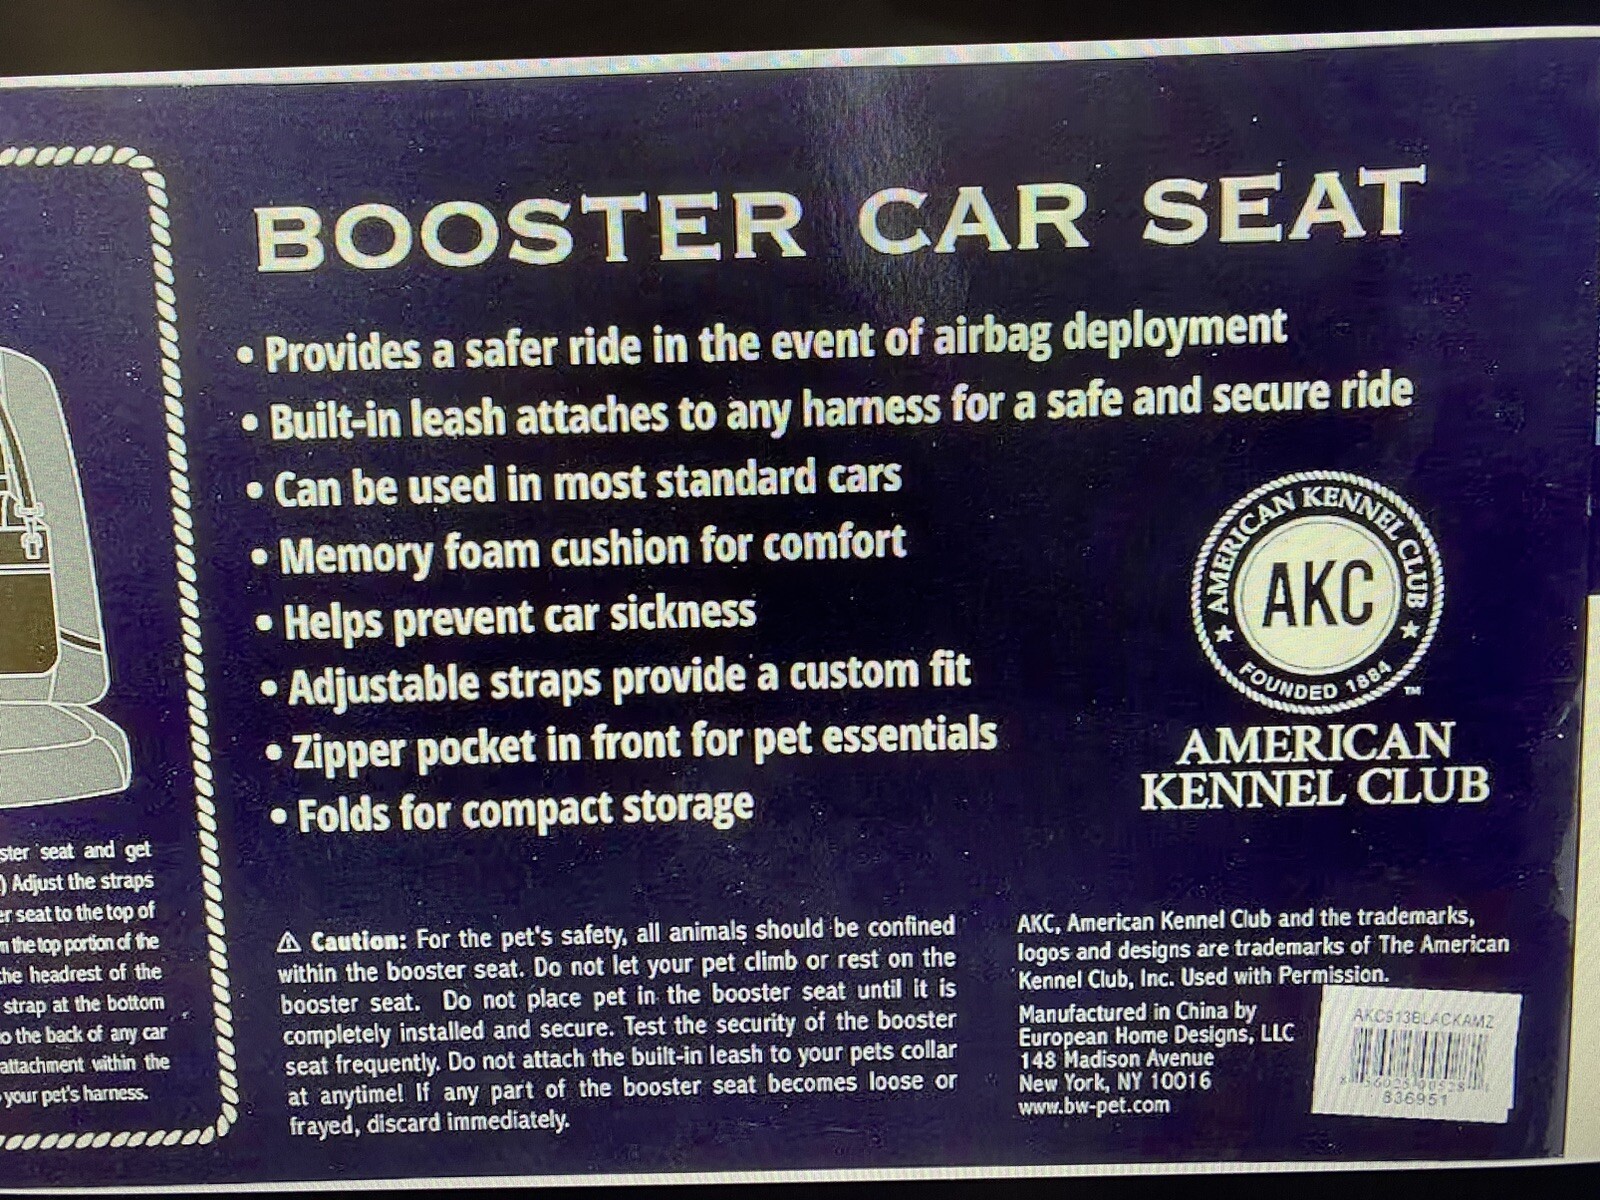 BOOSTER CAR SEAT
• Provides a safer ride in the event of airbag deployment
• Built-in leash attaches to any harness for a safe and secure ride
• Can be used in most standard cars
• Memory foam cushion for comfort
• Helps prevent car sickness
• Adjustable straps provide a custom fit
• Zipper pocket in front for pet essentials
• Folds for compact storage
AMERICAN KENNEL CLUB
AKC
FOUNDED 1884
TM
AMERICAN
KENNEL CLUB
seat and get
) Adjust the straps
seat to the top of
the top portion of the
the headrest of the
strap at the bottom
the back of any car
attachment within the
your pet's harness.
⚠ Caution: For the pet's safety, all animals should be confined
within the booster seat. Do not let your pet climb or rest on the
booster seat. Do not place pet in the booster seat until it is
completely installed and secure. Test the security of the booster
seat frequently. Do not attach the built-in leash to your pets collar
at anytime! If any part of the booster seat becomes loose or
frayed, discard immediately.
AKC, American Kennel Club and the trademarks,
logos and designs are trademarks of The American
Kennel Club, Inc. Used with Permission.
Manufactured in China by
European Home Designs, LLC
148 Madison Avenue
New York, NY 10016
www.bw-pet.com
836951